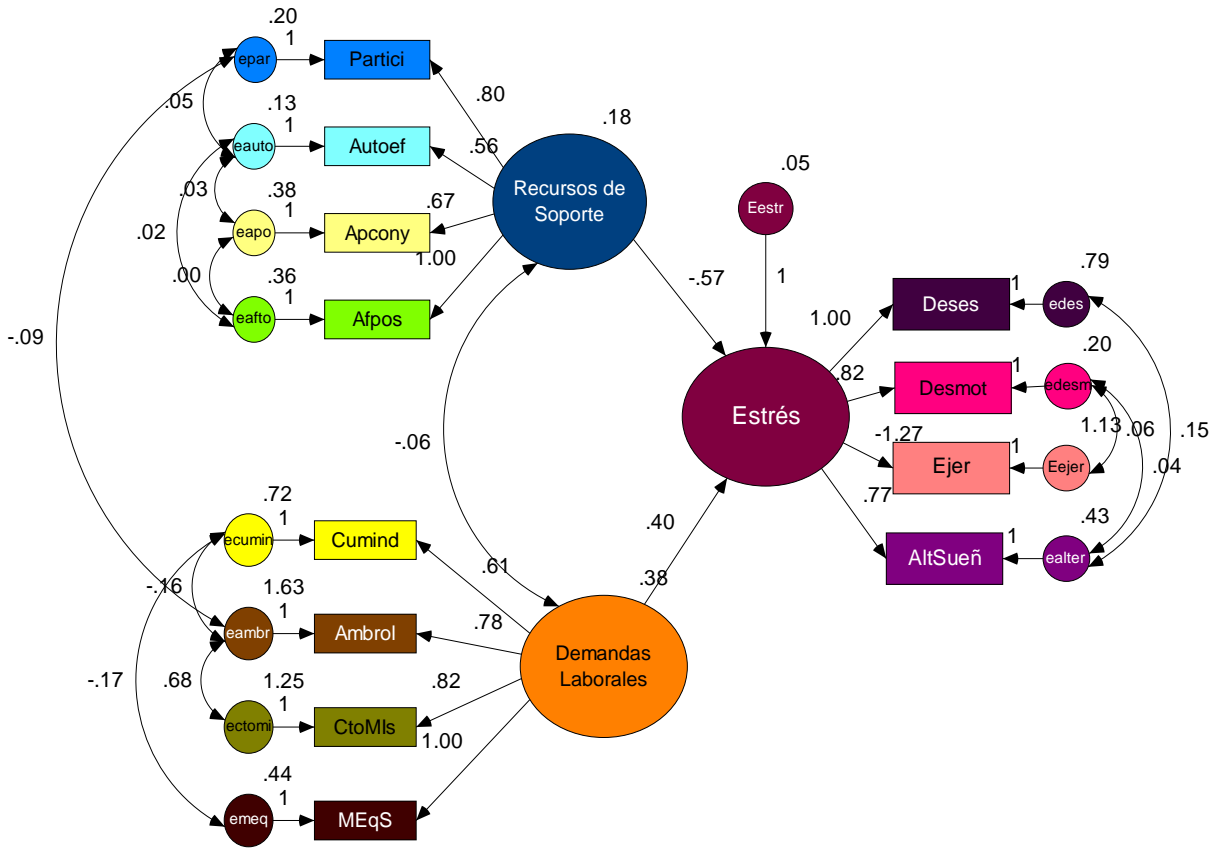 .20
1
epar
Partici
.80
.05
.13
1
eauto
Autoef
.56
.18
Recursos de
Soporte
.03
.38
1
eapo
Apcony
.67
.02
.00
.36
1
eafto
Afpos
1.00
-.09
.05
Eestr
1
-.57
Estrés
-.06
.40
1.00
Deses
1
edes
.79
.82
Desmot
1
edesm
.20
-1.27
Ejer
1
Eejer
1.13
.06
.04
.15
.77
AltSueñ
1
ealter
.43
.72
1
ecumin
Cumind
.61
.38
-.16
1.63
1
eambr
Ambrol
.78
Demandas
Laborales
-.17
.68
1.25
1
ectomi
CtoMls
.82
1.00
.44
1
emeq
MEqS